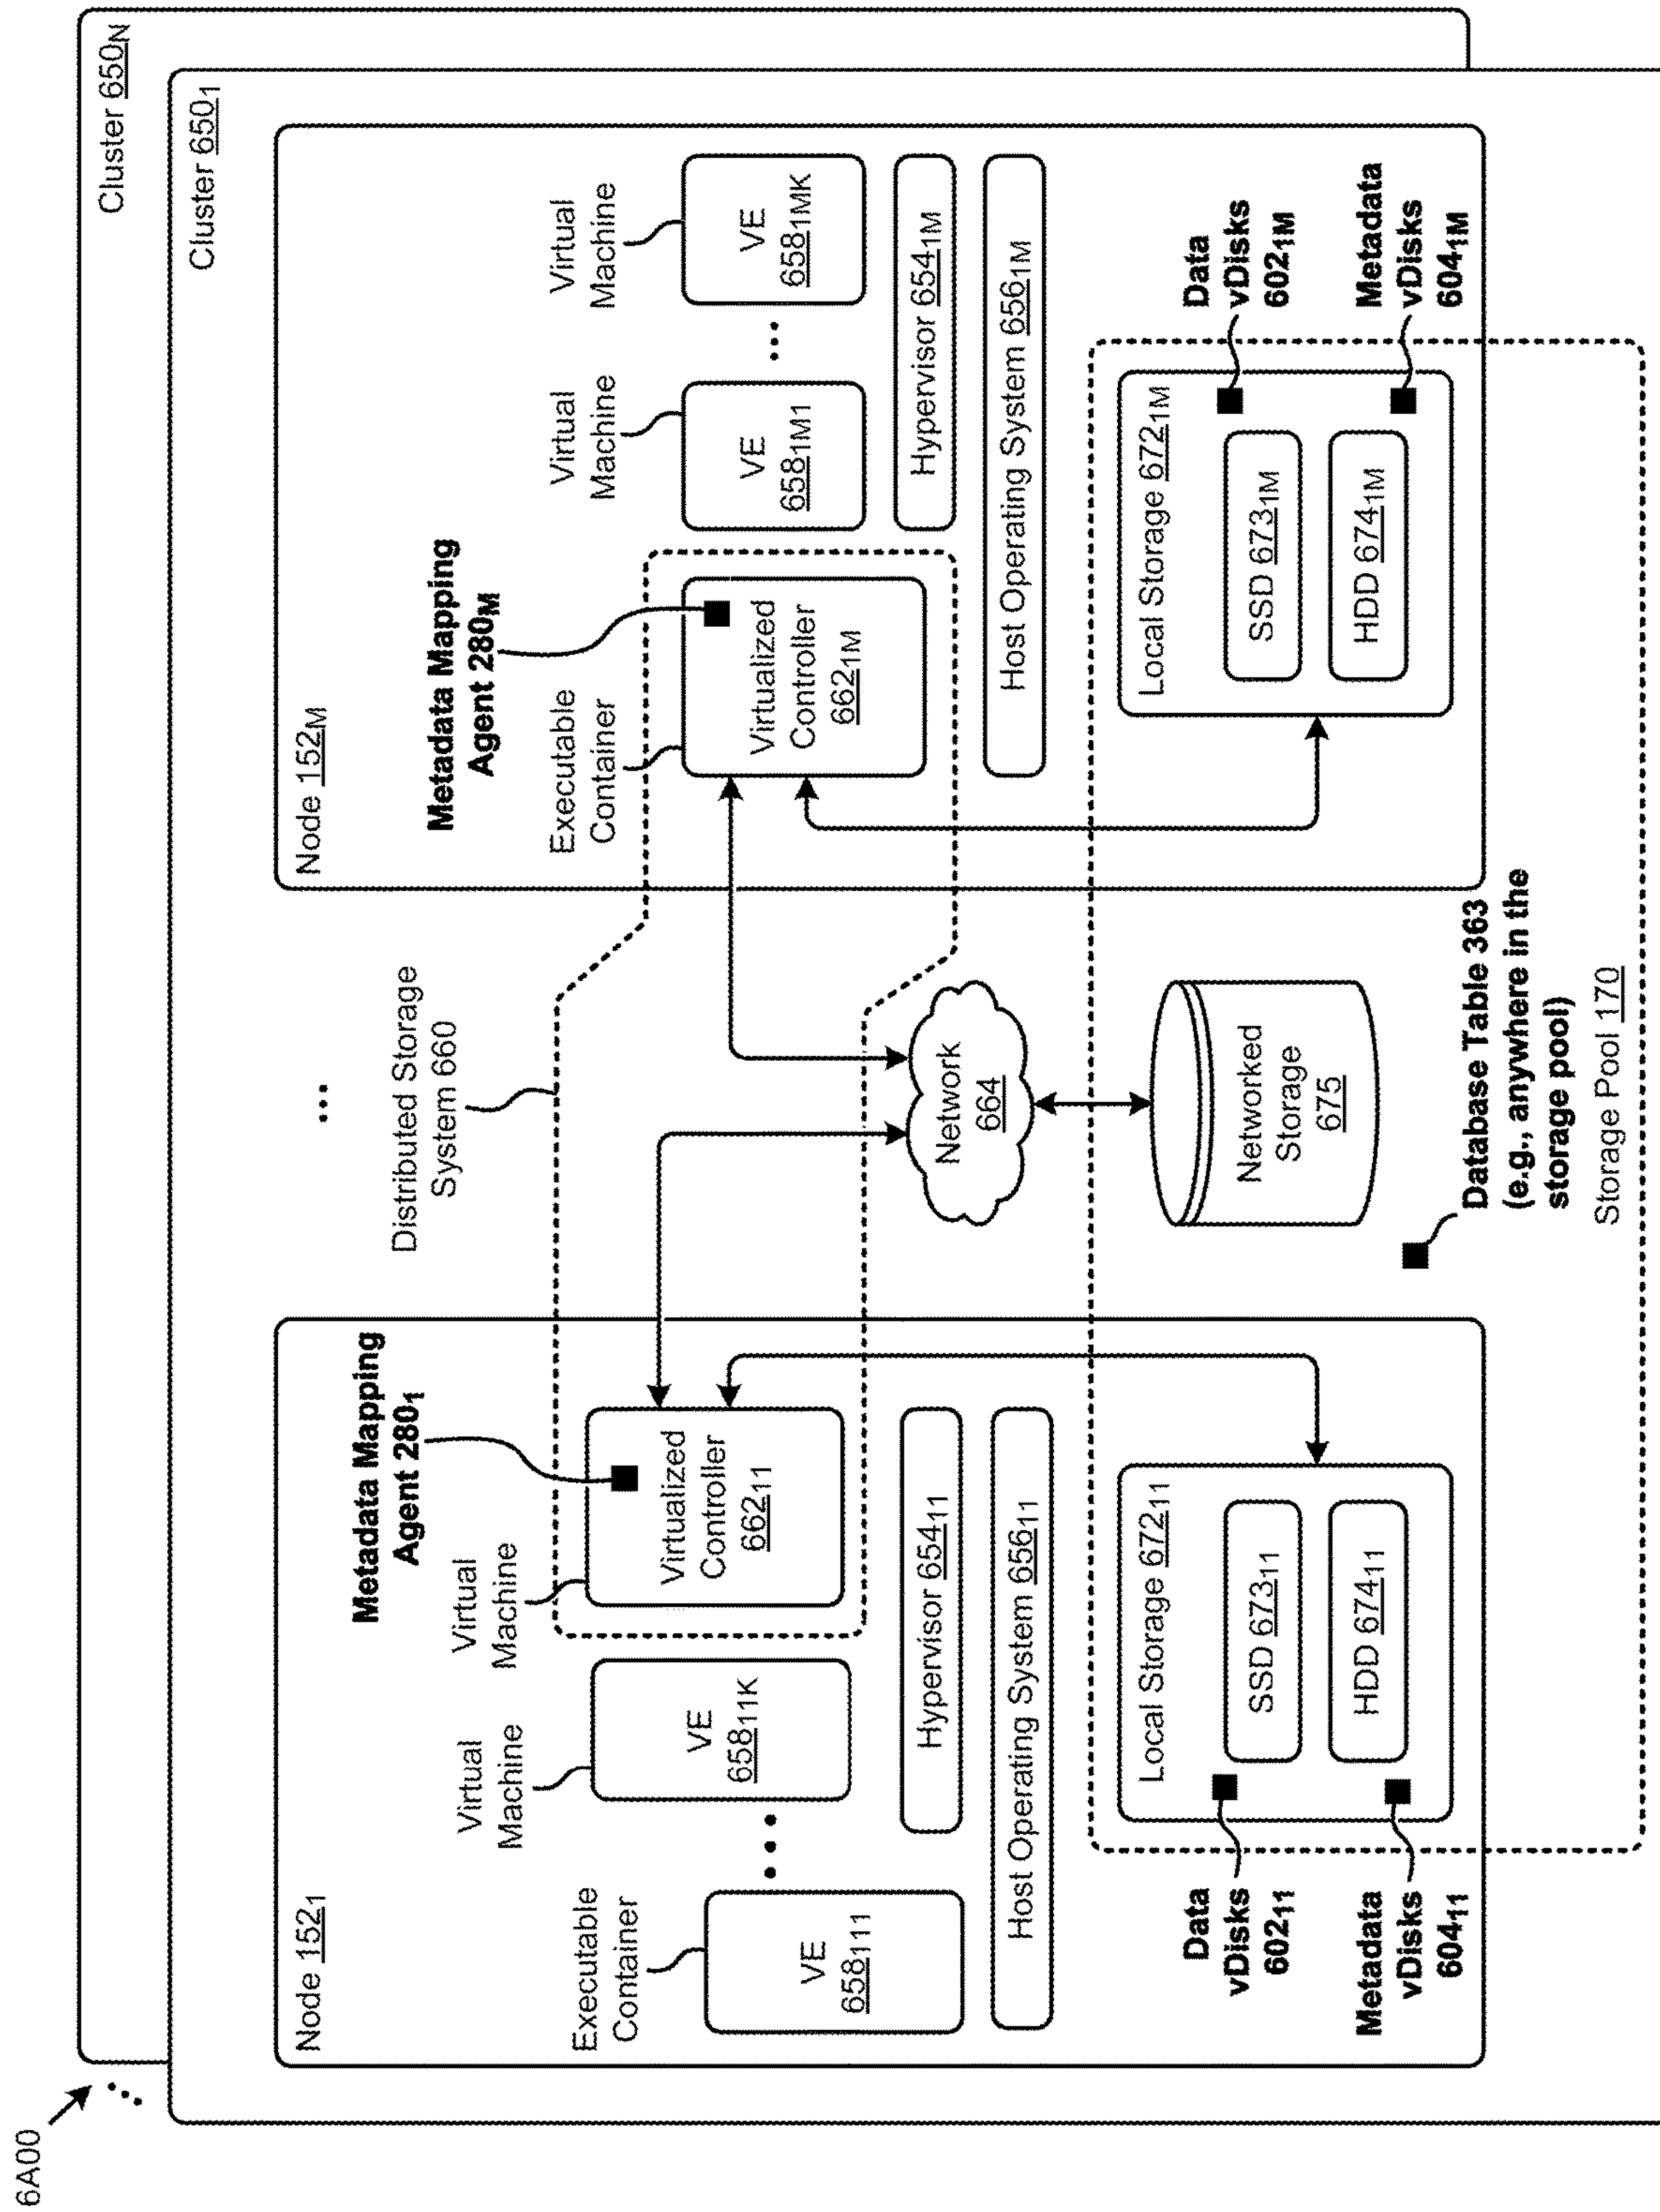 6A00
Cluster 650N
Cluster 6501
Node 1521
Metadata Mapping
Agent 2801
Virtual
Machine
Virtualized
Controller
66211
Virtual
Machine
VE
65811K
Executable
Container
VE
658111
Hypervisor 65411
Host Operating System 65611
Local Storage 67211
SSD 67311
HDD 67411
Data
vDisks
60211
Metadata
vDisks
60411
...
Distributed Storage
System 660
Network
664
Networked
Storage
675
Database Table 363
(e.g., anywhere in the
storage pool)
Storage Pool 170
Node 152M
Metadata Mapping
Agent 280M
Executable
Container
Virtualized
Controller
6621M
Virtual
Machine
VE
6581M1
...
Virtual
Machine
VE
6581MK
Hypervisor 6541M
Host Operating System 6561M
Local Storage 6721M
SSD 6731M
HDD 6741M
Data
vDisks
6021M
Metadata
vDisks
6041M